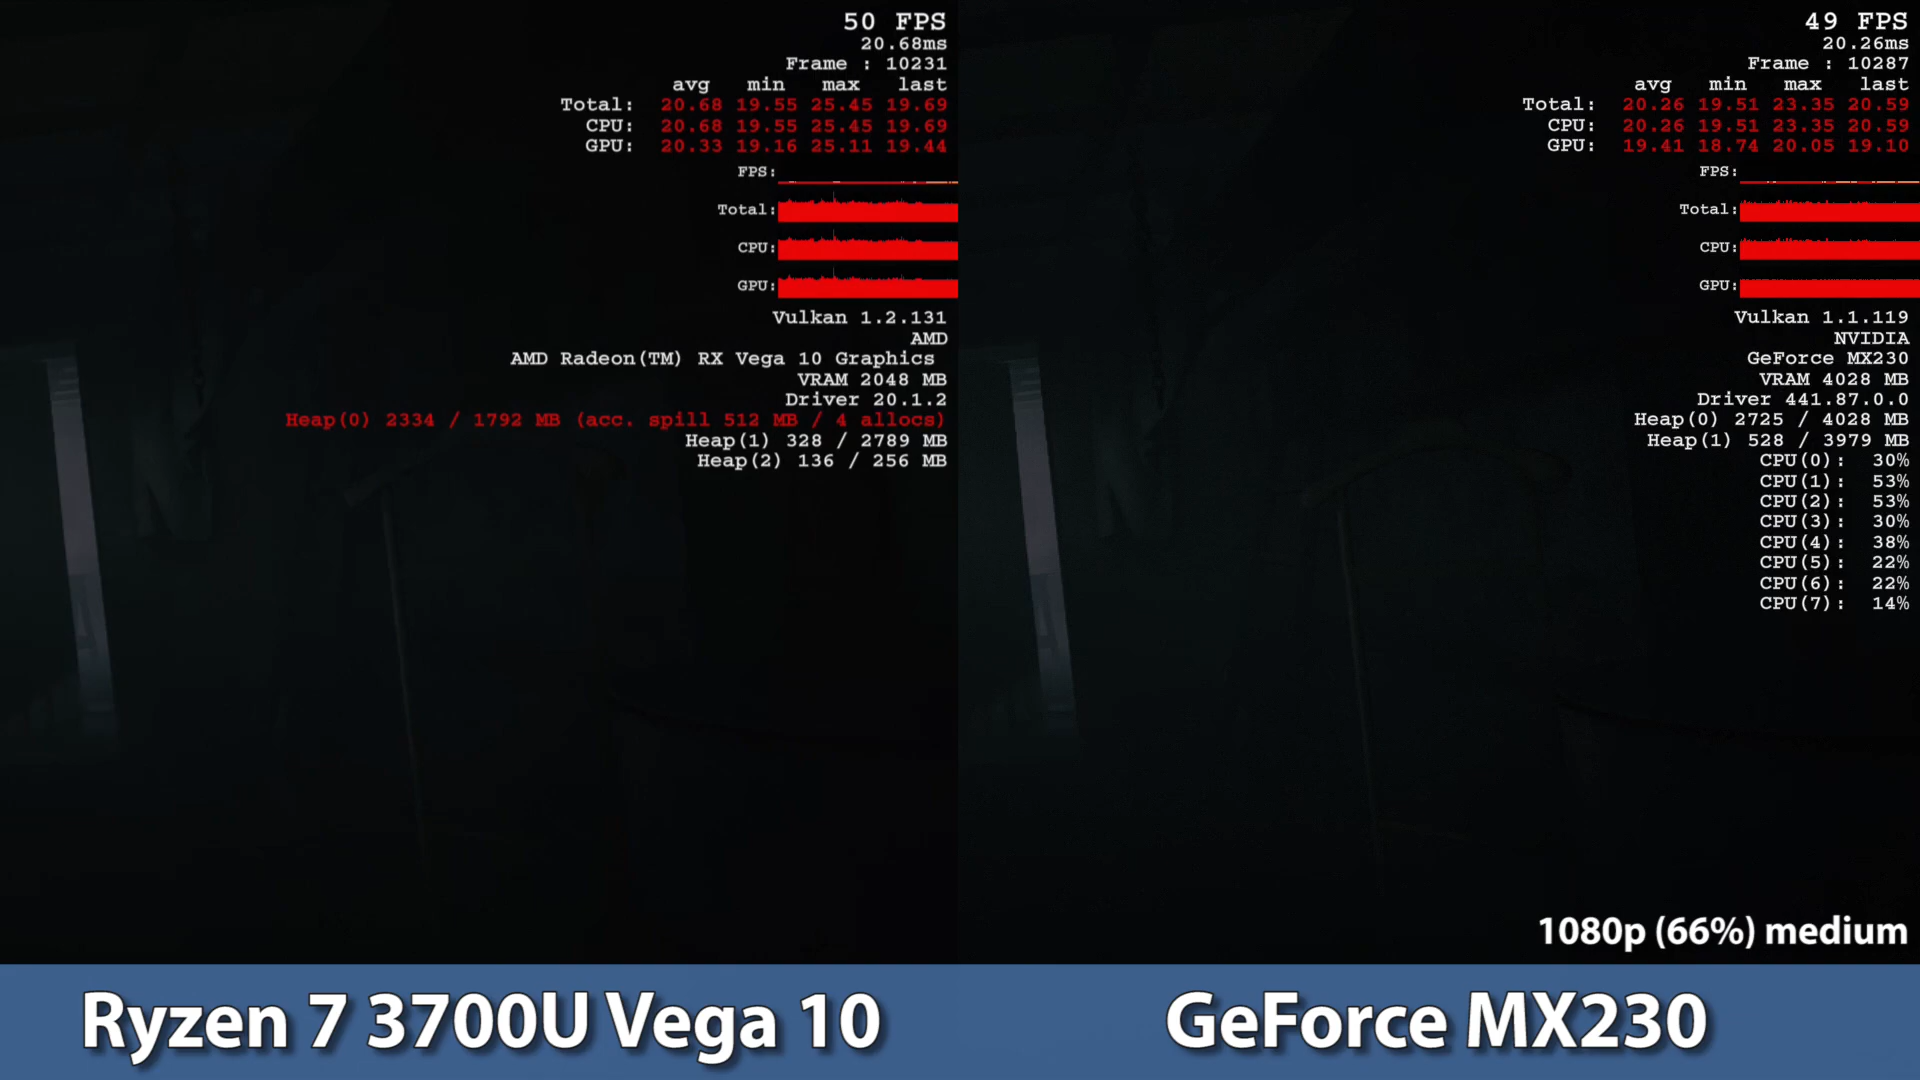 50 FPS
20.68ms
Frame : 10231
avg min max last
Total: 20.68 19.55 25.45 19.69
CPU: 20.68 19.55 25.45 19.69
GPU: 20.33 19.16 25.11 19.44
FPS:
Total:
CPU:
GPU:
Vulkan 1.2.131
AMD
AMD Radeon(TM) RX Vega 10 Graphics
VRAM 2048 MB
Driver 20.1.2
Heap(0) 2334 / 1792 MB (acc. spill 512 MB / 4 allocs)
Heap(1) 328 / 2789 MB
Heap(2) 136 / 256 MB
49 FPS
20.26ms
Frame : 10287
avg min max last
Total: 20.26 19.51 23.35 20.59
CPU: 20.26 19.51 23.35 20.59
GPU: 19.41 18.74 20.05 19.10
FPS:
Total:
CPU:
GPU:
Vulkan 1.1.119
NVIDIA
GeForce MX230
VRAM 4028 MB
Driver 441.87.0.0
Heap(0) 2725 / 4028 MB
Heap(1) 528 / 3979 MB
CPU(0): 30%
CPU(1): 53%
CPU(2): 53%
CPU(3): 30%
CPU(4): 38%
CPU(5): 22%
CPU(6): 22%
CPU(7): 14%
1080p (66%) medium
Ryzen 7 3700U Vega 10
GeForce MX230